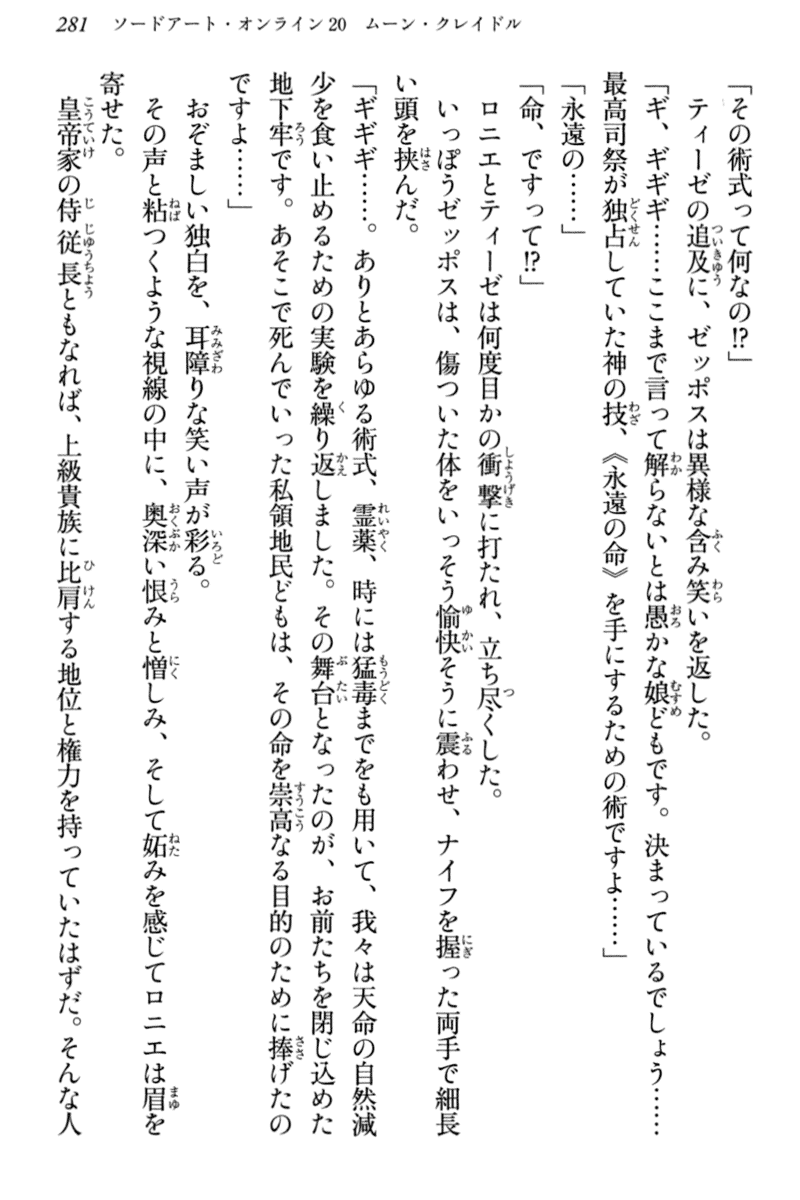 281 ソードアート・オンライン20 ムーン・クレイドル
「その術式って何なの!?」
ティーゼの追及に、ゼッポスは異様な含み笑いを返した。
「ギ、ギギギ……ここまで言って解らないとは愚かな娘どもです。決まっているでしょう……
最高司祭が独占していた神の技、《永遠の命》を手にするための術ですよ……」
「永遠の……」
「命、ですって!?」
ロニエとティーゼは何度目かの衝撃に打たれ、立ち尽くした。
いっぽうゼッポスは、傷ついた体をいっそう愉快そうに震わせ、ナイフを握った両手で細長
い頭を挟んだ。
「ギギギ……。ありとあらゆる術式、霊薬、時には猛毒までをも用いて、我々は天命の自然減
少を食い止めるための実験を繰り返しました。その舞台となったのが、お前たちを閉じ込めた
地下牢です。あそこで死んでいった私領地民どもは、その命を崇高なる目的のために捧げたの
ですよ……」
おぞましい独白を、耳障りな笑い声が彩る。
その声と粘つくような視線の中に、奥深い恨みと憎しみ、そして妬みを感じてロニエは眉を
寄せた。
皇帝家の侍従長ともなれば、上級貴族に比肩する地位と権力を持っていたはずだ。そんな人